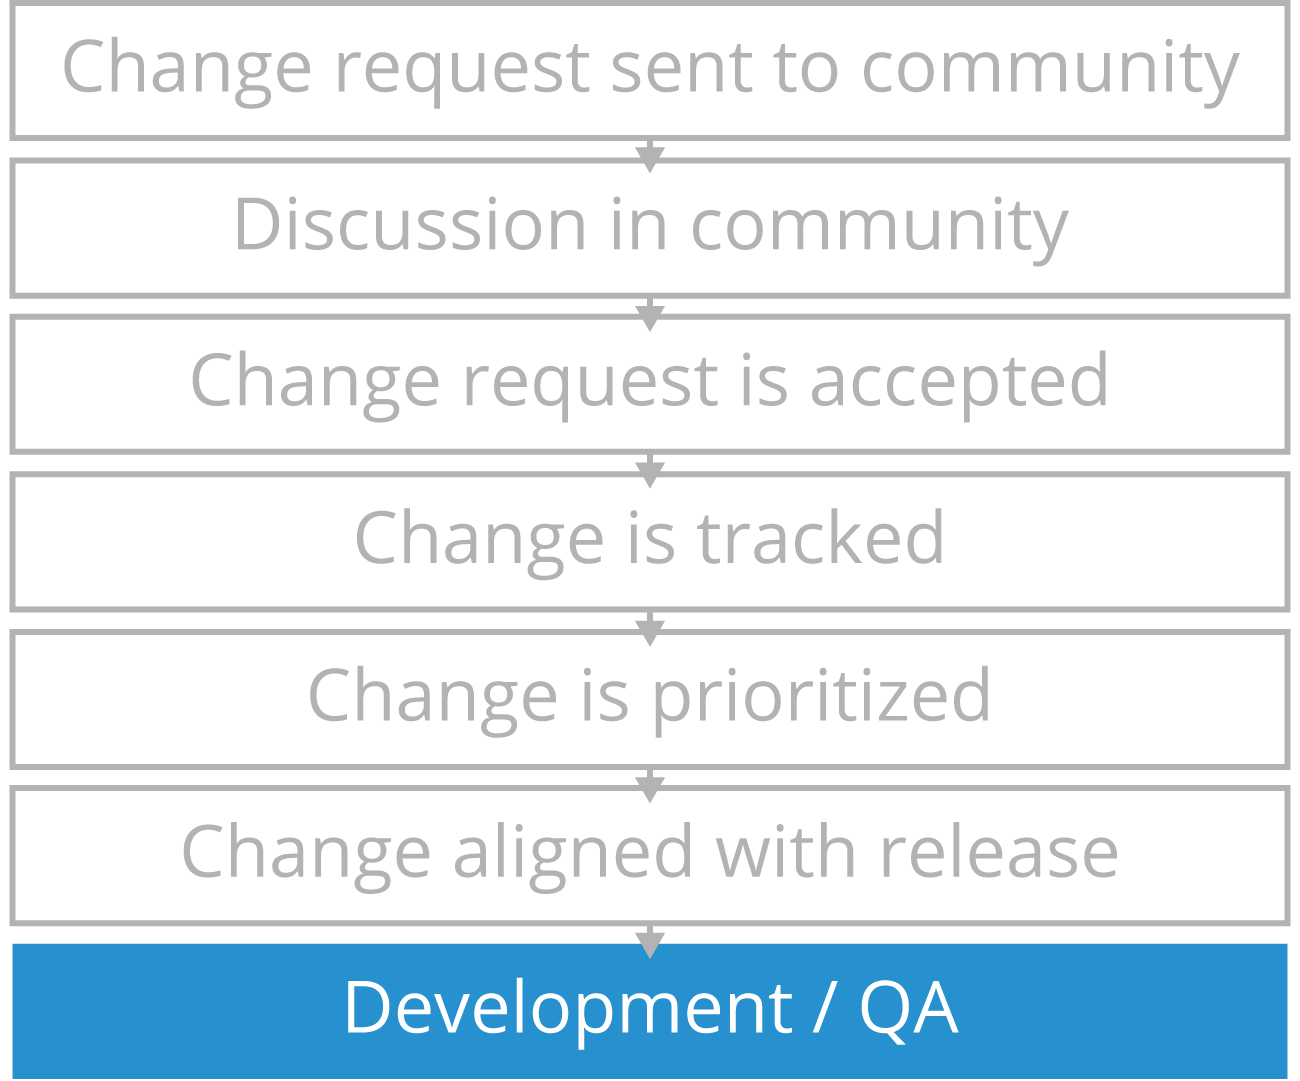 Change request sent to community
Discussion in community
Change request is accepted
Change is tracked
Change is prioritized
Change aligned with release
Development / QA